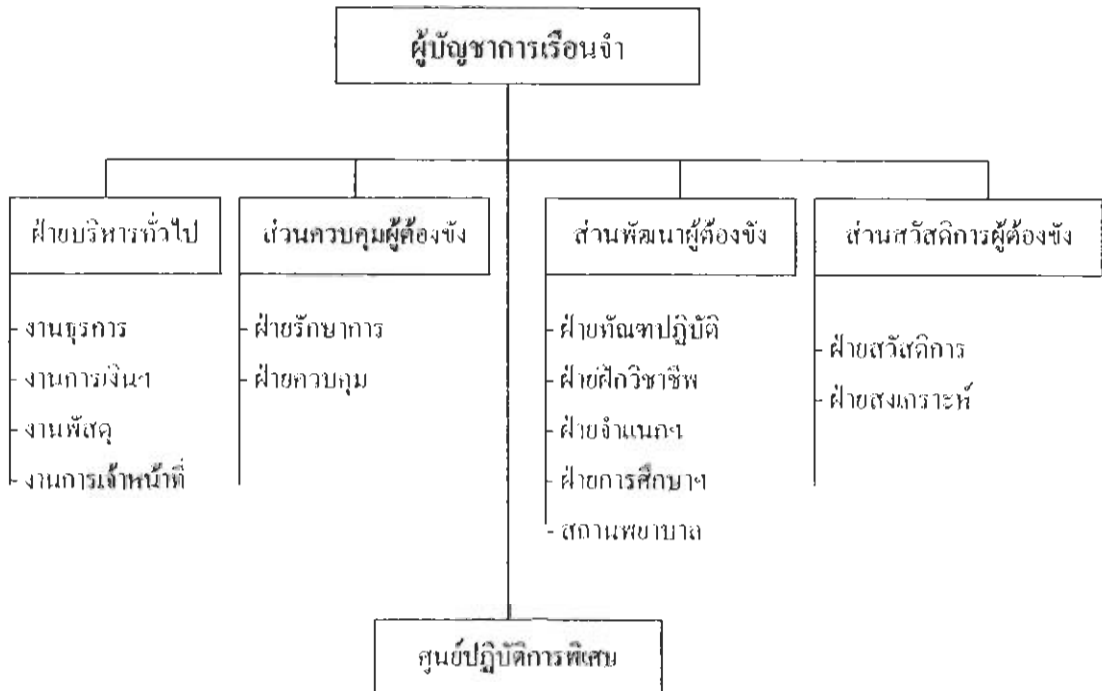 ผู้บัญชาการเรือนจำ
ฝ่ายบริหารทั่วไป
- งานธุรการ
- งานการเงินฯ
- งานพัสดุ
- งานการเจ้าหน้าที่
ส่วนควบคุมผู้ต้องขัง
- ฝ่ายรักษาการ
- ฝ่ายควบคุม
ส่วนพัฒนาผู้ต้องขัง
- ฝ่ายทัณฑปฏิบัติ
- ฝ่ายฝึกวิชาชีพ
- ฝ่ายจำแนกฯ
- ฝ่ายการศึกษาฯ
- สถานพยาบาล
ส่วนสวัสดิการผู้ต้องขัง
- ฝ่ายสวัสดิการ
- ฝ่ายสงเคราะห์
ศูนย์ปฏิบัติการพิเศษ